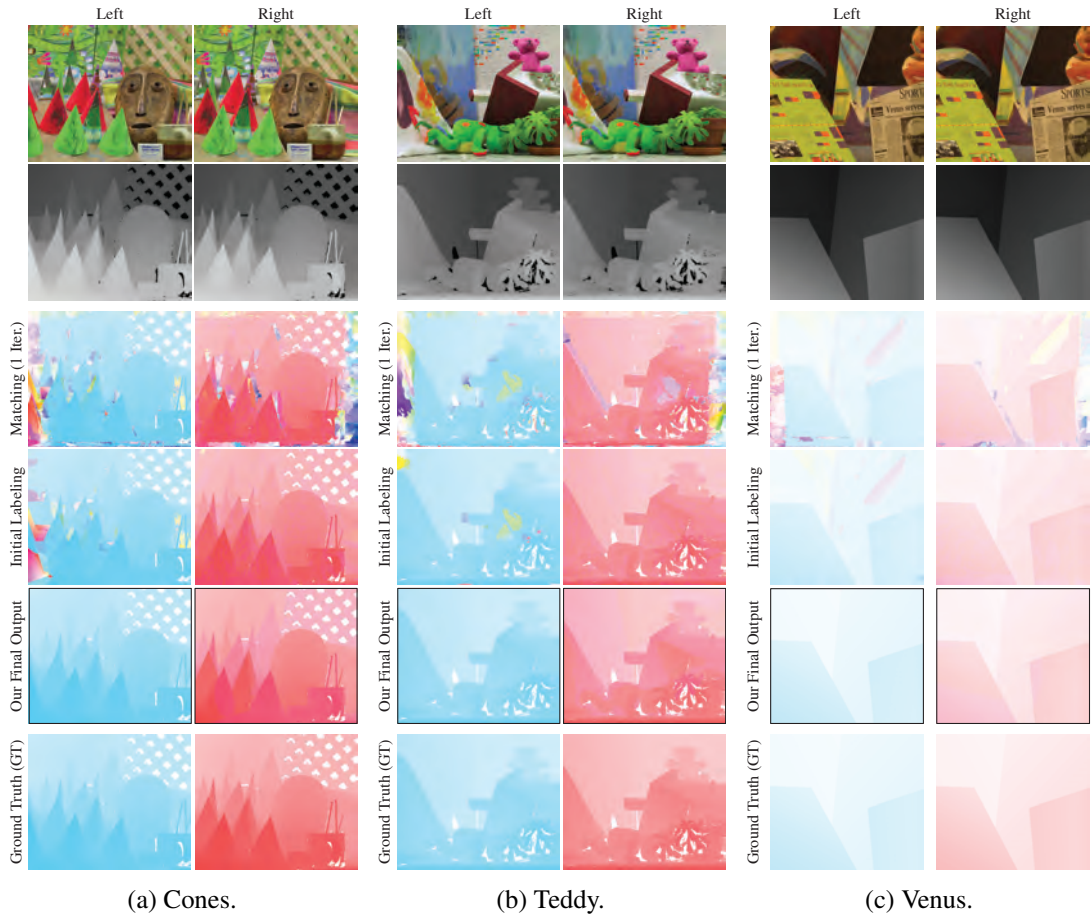 Left Right Left Right Left Right
SPORTS
Matching (1 Iter.) Matching (1 Iter.) Matching (1 Iter.)
Initial Labeling Initial Labeling Initial Labeling
Our Final Output Our Final Output Our Final Output
Ground Truth (GT) Ground Truth (GT) Ground Truth (GT)
(a) Cones. (b) Teddy. (c) Venus.